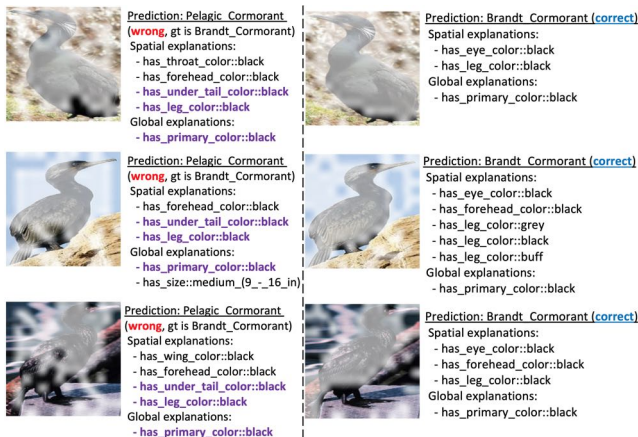 Prediction: Pelagic_Cormorant
(wrong, gt is Brandt_Cormorant)
Spatial explanations:
- has_throat_color::black
- has_forehead_color::black
- has_under_tail_color::black
- has_leg_color::black
Global explanations:
- has_primary_color::black
Prediction: Brandt_Cormorant (correct)
Spatial explanations:
- has_eye_color::black
- has_leg_color::black
Global explanations:
- has_primary_color::black
Prediction: Pelagic_Cormorant
(wrong, gt is Brandt_Cormorant)
Spatial explanations:
- has_forehead_color::black
- has_under_tail_color::black
- has_leg_color::black
Global explanations:
- has_primary_color::black
- has_size::medium_(9_-_16_in)
Prediction: Brandt_Cormorant (correct)
Spatial explanations:
- has_eye_color::black
- has_forehead_color::black
- has_leg_color::grey
- has_leg_color::black
- has_leg_color::buff
Global explanations:
- has_primary_color::black
Prediction: Pelagic_Cormorant
(wrong, gt is Brandt_Cormorant)
Spatial explanations:
- has_wing_color::black
- has_forehead_color::black
- has_under_tail_color::black
- has_leg_color::black
Global explanations:
- has_primary_color::black
Prediction: Brandt_Cormorant (correct)
Spatial explanations:
- has_eye_color::black
- has_forehead_color::black
- has_leg_color::black
Global explanations:
- has_primary_color::black